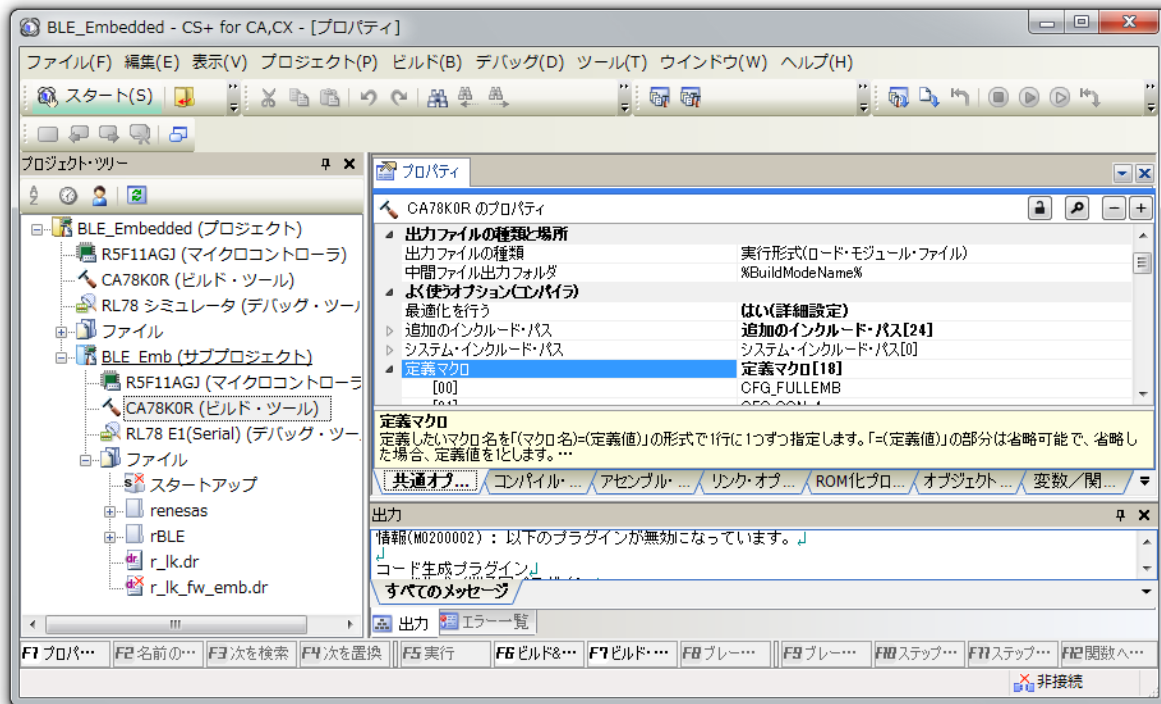 BLE_Embedded - CS+ for CA,CX - [プロパティ]
ファイル(F) 編集(E) 表示(V) プロジェクト(P) ビルド(B) デバッグ(D) ツール(T) ウインドウ(W) ヘルプ(H)
スタート(S)
プロジェクト・ツリー
BLE_Embedded (プロジェクト)
R5F11AGJ (マイクロコントローラ)
CA78K0R (ビルド・ツール)
RL78 シミュレータ (デバッグ・ツール
ファイル
BLE_Emb (サブプロジェクト)
R5F11AGJ (マイクロコントローラ
CA78K0R (ビルド・ツール)
RL78 E1(Serial) (デバッグ・ツー
ファイル
スタートアップ
renesas
rBLE
r_lk.dr
r_lk_fw_emb.dr
プロパティ
CA78K0R のプロパティ
出力ファイルの種類と場所
出力ファイルの種類 実行形式(ロード・モジュール・ファイル)
中間ファイル出力フォルダ %BuildModeName%
よく使うオプション(コンパイラ)
最適化を行う はい(詳細設定)
追加のインクルード・パス 追加のインクルード・パス[24]
システム・インクルード・パス システム・インクルード・パス[0]
定義マクロ 定義マクロ[18]
[00] CFG_FULLEMB
定義マクロ
定義したいマクロ名を「(マクロ名)=(定義値)」の形式で1行に1つずつ指定します。「=(定義値)」の部分は省略可能で、省略し
た場合、定義値を1とします。…
共通オプ... コンパイル・... アセンブル・... リンク・オプ... ROM化プロ... オブジェクト... 変数／関...
出力
情報(M0200002) : 以下のプラグインが無効になっています。
コード生成プラグイン
すべてのメッセージ
出力 エラー一覧
F1 プロパ… F2 名前の… F3 次を検索 F4 次を置換 F5 実行 F6 ビルド&… F7 ビルド・… F8 ブレー… F9 ブレー… F10 ステップ… F11 ステップ… F12 関数へ…
非接続